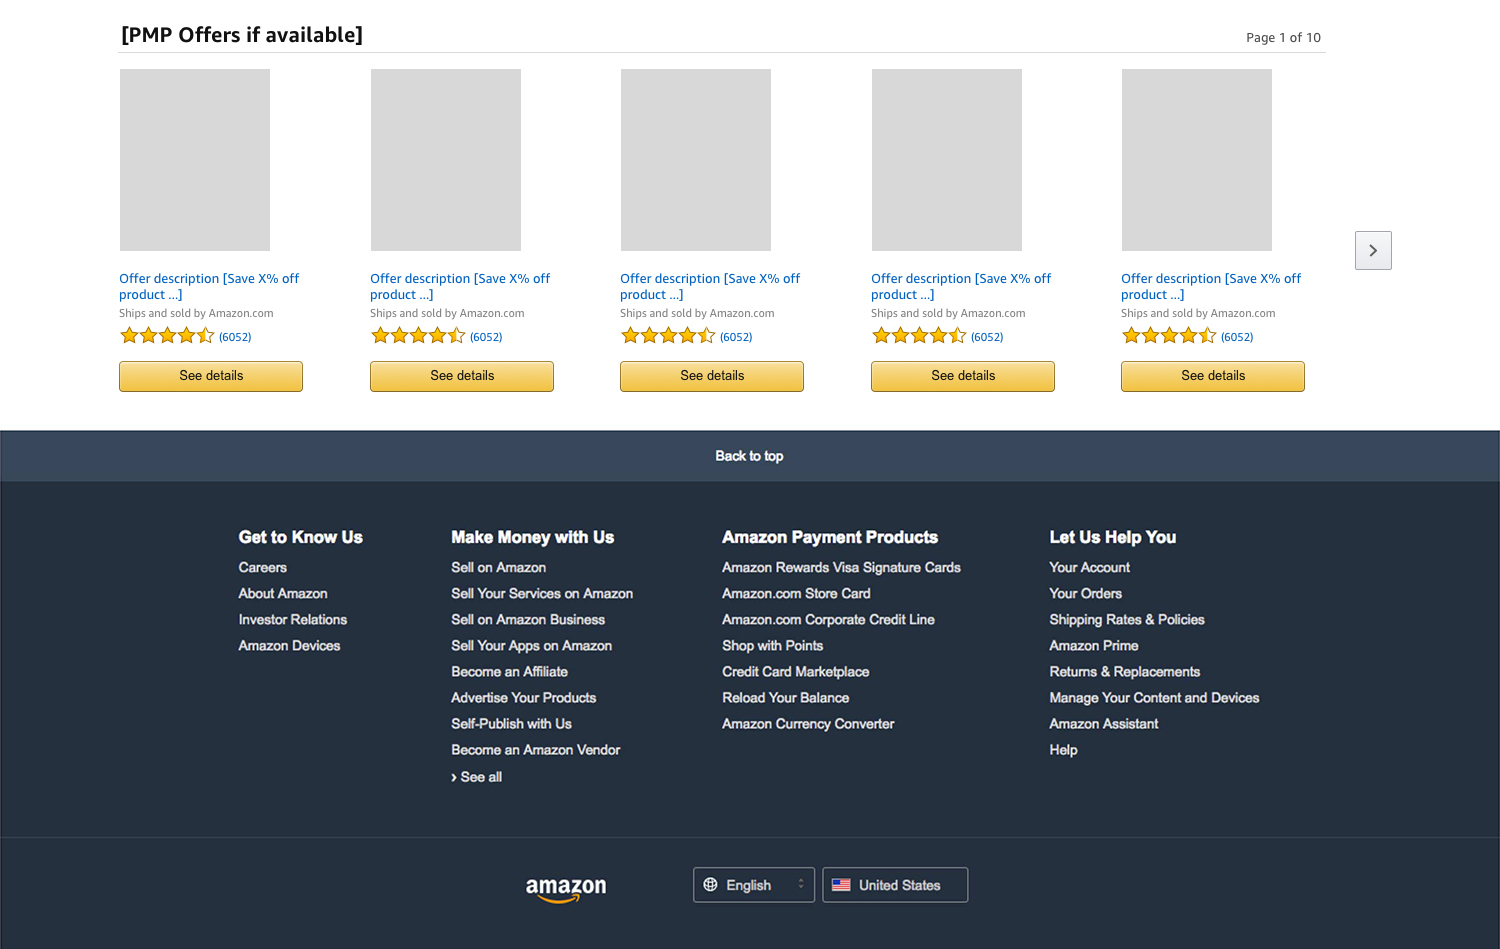 [PMP Offers if available]
Page 1 of 10
Offer description [Save X% off
product ...]
Ships and sold by Amazon.com
(6052)
See details
Offer description [Save X% off
product ...]
Ships and sold by Amazon.com
(6052)
See details
Offer description [Save X% off
product ...]
Ships and sold by Amazon.com
(6052)
See details
Offer description [Save X% off
product ...]
Ships and sold by Amazon.com
(6052)
See details
Offer description [Save X% off
product ...]
Ships and sold by Amazon.com
(6052)
See details
Back to top
Get to Know Us
Careers
About Amazon
Investor Relations
Amazon Devices
Make Money with Us
Sell on Amazon
Sell Your Services on Amazon
Sell on Amazon Business
Sell Your Apps on Amazon
Become an Affiliate
Advertise Your Products
Self-Publish with Us
Become an Amazon Vendor
› See all
Amazon Payment Products
Amazon Rewards Visa Signature Cards
Amazon.com Store Card
Amazon.com Corporate Credit Line
Shop with Points
Credit Card Marketplace
Reload Your Balance
Amazon Currency Converter
Let Us Help You
Your Account
Your Orders
Shipping Rates & Policies
Amazon Prime
Returns & Replacements
Manage Your Content and Devices
Amazon Assistant
Help
amazon
English
United States